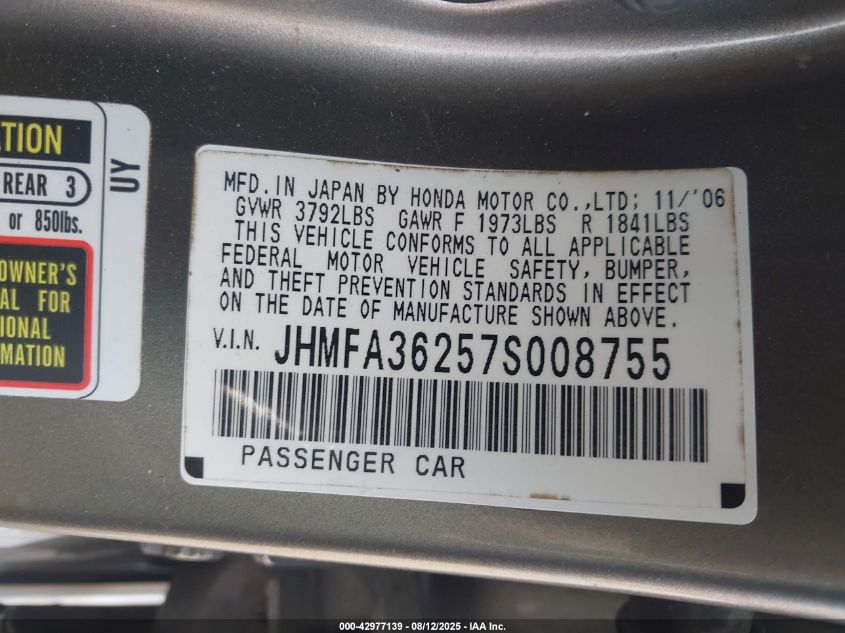 ATION
REAR 3
or 850lbs.
OWNER'S
AL FOR
IONAL
MATION
UY
MFD. IN JAPAN BY HONDA MOTOR CO.,LTD; 11/'06
GVWR 3792LBS GAWR F 1973LBS R 1841LBS
THIS VEHICLE CONFORMS TO ALL APPLICABLE
FEDERAL MOTOR VEHICLE SAFETY, BUMPER,
AND THEFT PREVENTION STANDARDS IN EFFECT
ON THE DATE OF MANUFACTURE SHOWN ABOVE.
V.I.N. JHMFA36257S008755
PASSENGER CAR
000-42977139 - 08/12/2025 - IAA Inc.